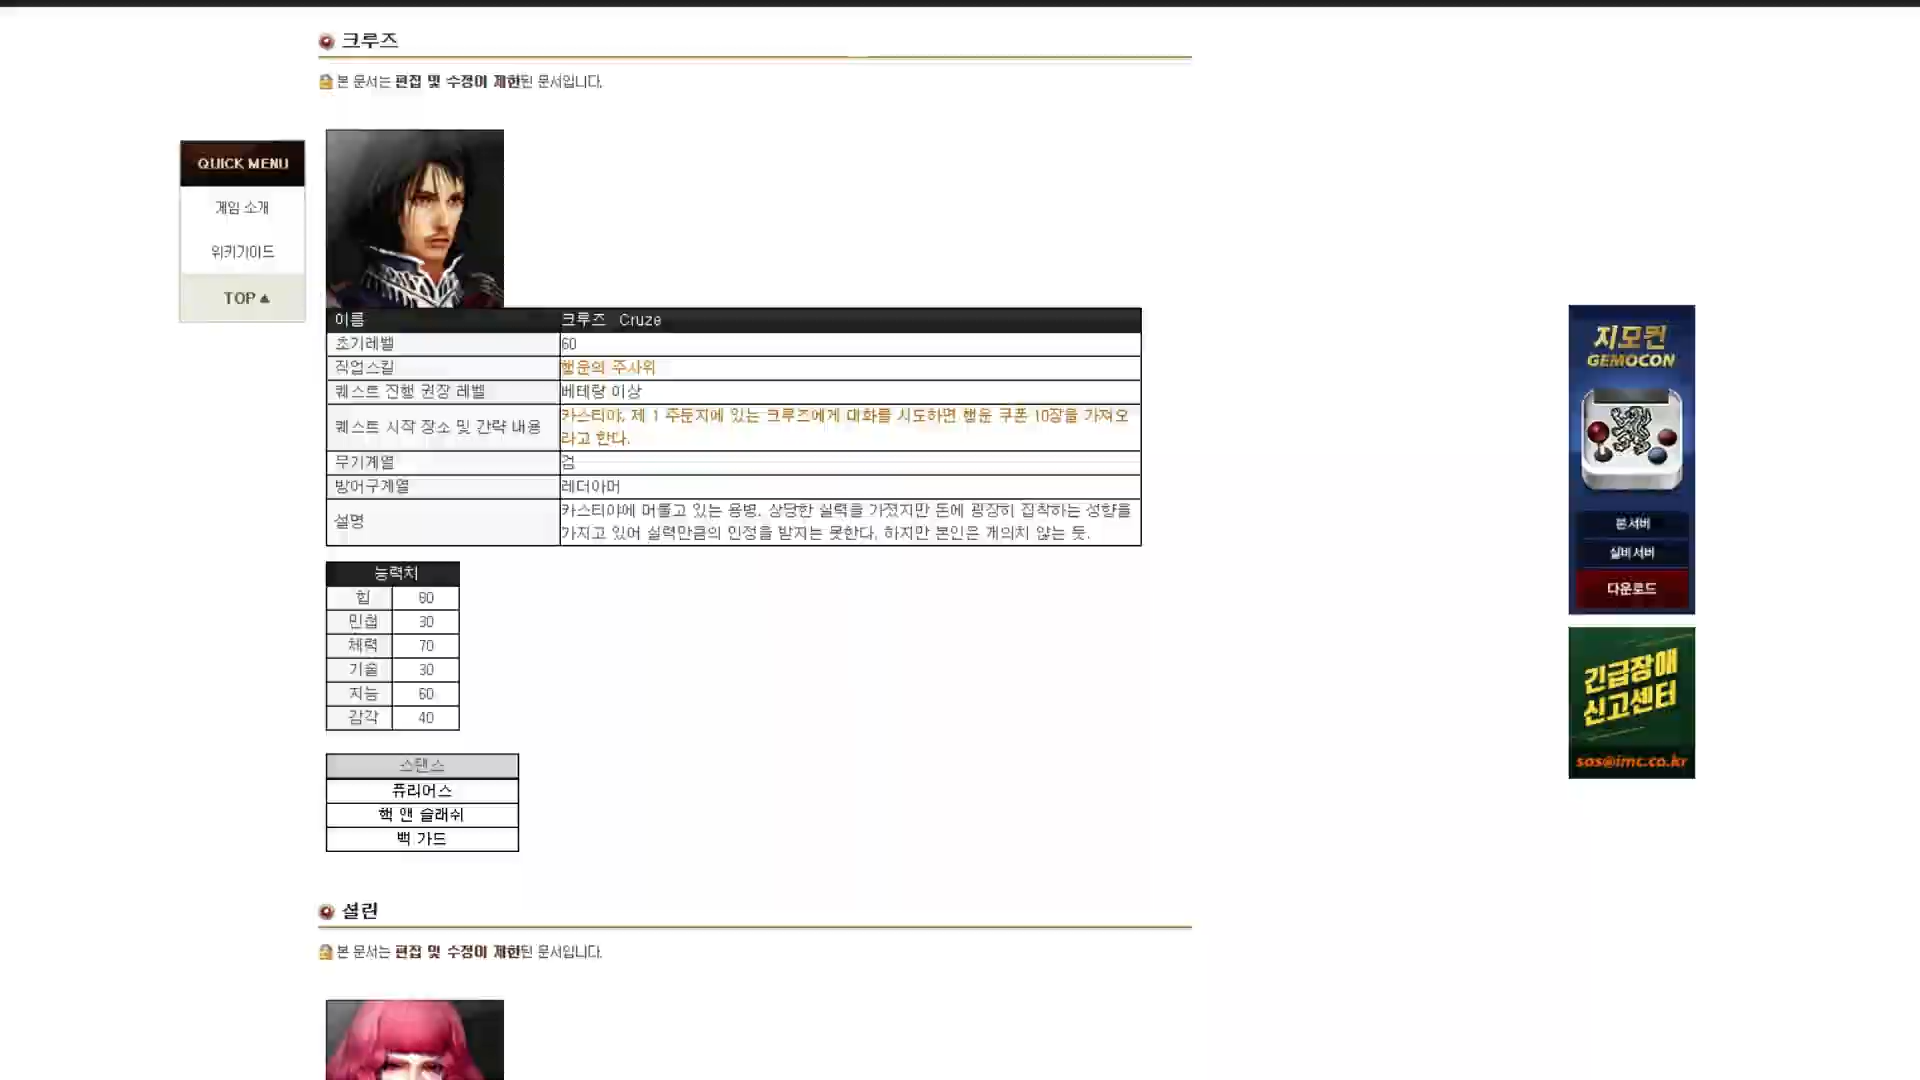 크루즈
본 문서는 편집 및 수정이 제한된 문서입니다.
QUICK MENU
게임 소개
위키가이드
TOP ▲
이름 크루즈 Cruze
초기레벨 60
직업스킬 행운의 주사위
퀘스트 진행 권장 레벨 베테랑 이상
퀘스트 시작 장소 및 간략 내용 카스티야, 제 1 주둔지에 있는 크루즈에게 대화를 시도하면 행운 쿠폰 10장을 가져오
라고 한다.
무기계열 검
방어구계열 레더아머
설명 카스티야에 머물고 있는 용병. 상당한 실력을 가졌지만 돈에 굉장히 집착하는 성향을
가지고 있어 실력만큼의 인정을 받지는 못한다. 하지만 본인은 개의치 않는 듯.
능력치
힘
민첩 30
체력 70
기술 30
지능 60
감각 40
스탠스
퓨리어스
핵 앤 슬래쉬
백 가드
셜린
본 문서는 편집 및 수정이 제한된 문서입니다.
지모컨
GEMOCON
본서버
실비서버
다운로드
긴급장애
신고센터
sos@imc.co.kr